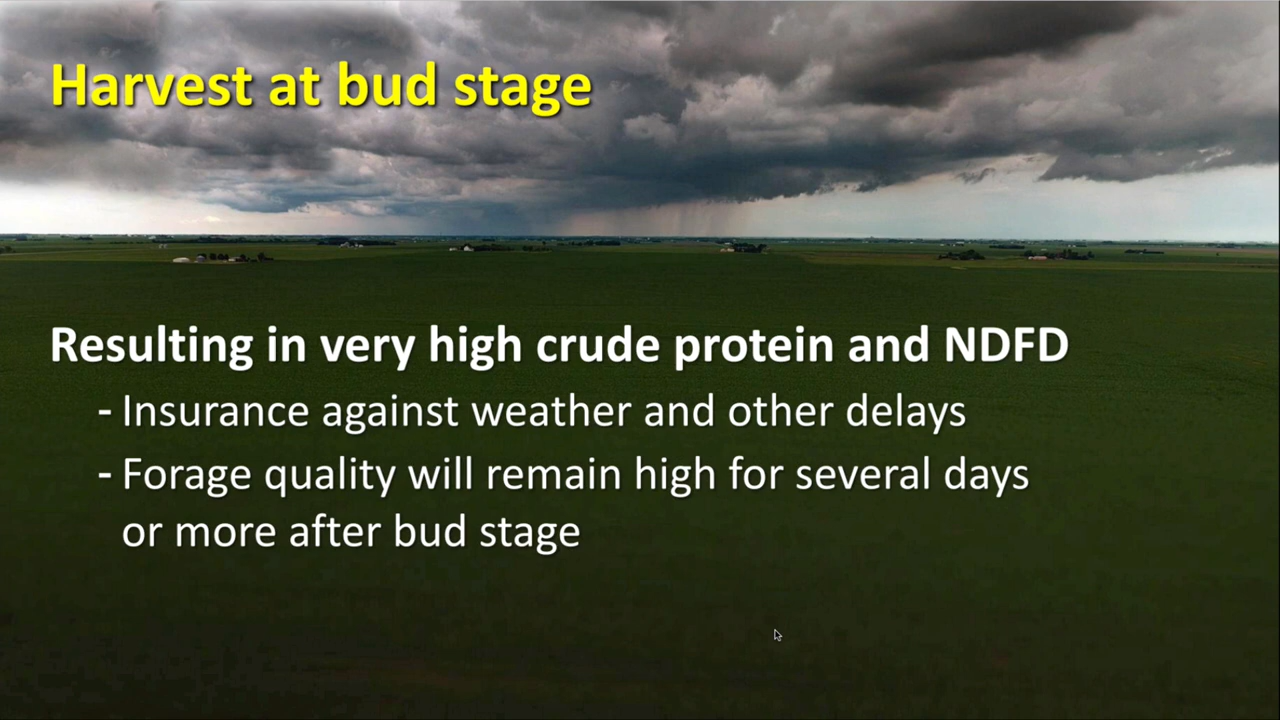 Harvest at bud stage
Resulting in very high crude protein and NDFD
- Insurance against weather and other delays
- Forage quality will remain high for several days
or more after bud stage